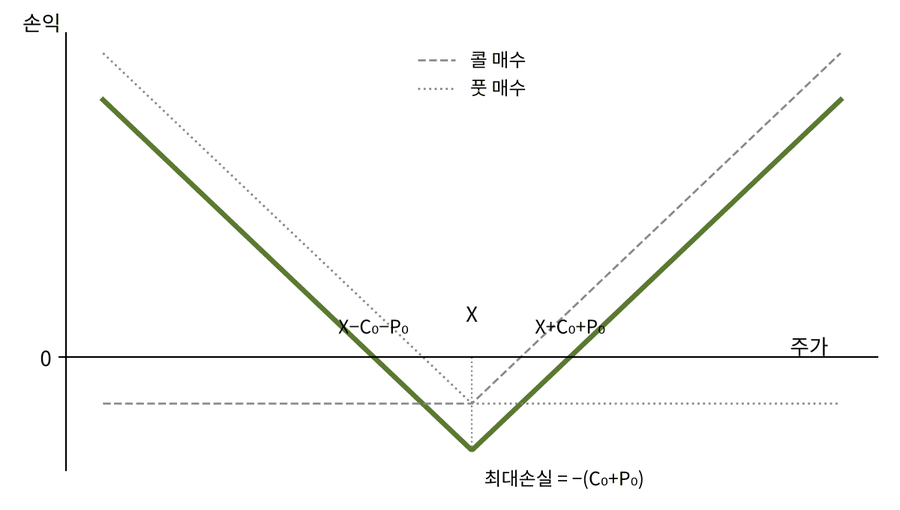 손익
콜 매수
풋 매수
X
X−C₀−P₀
X+C₀+P₀
주가
0
최대손실 = −(C₀+P₀)